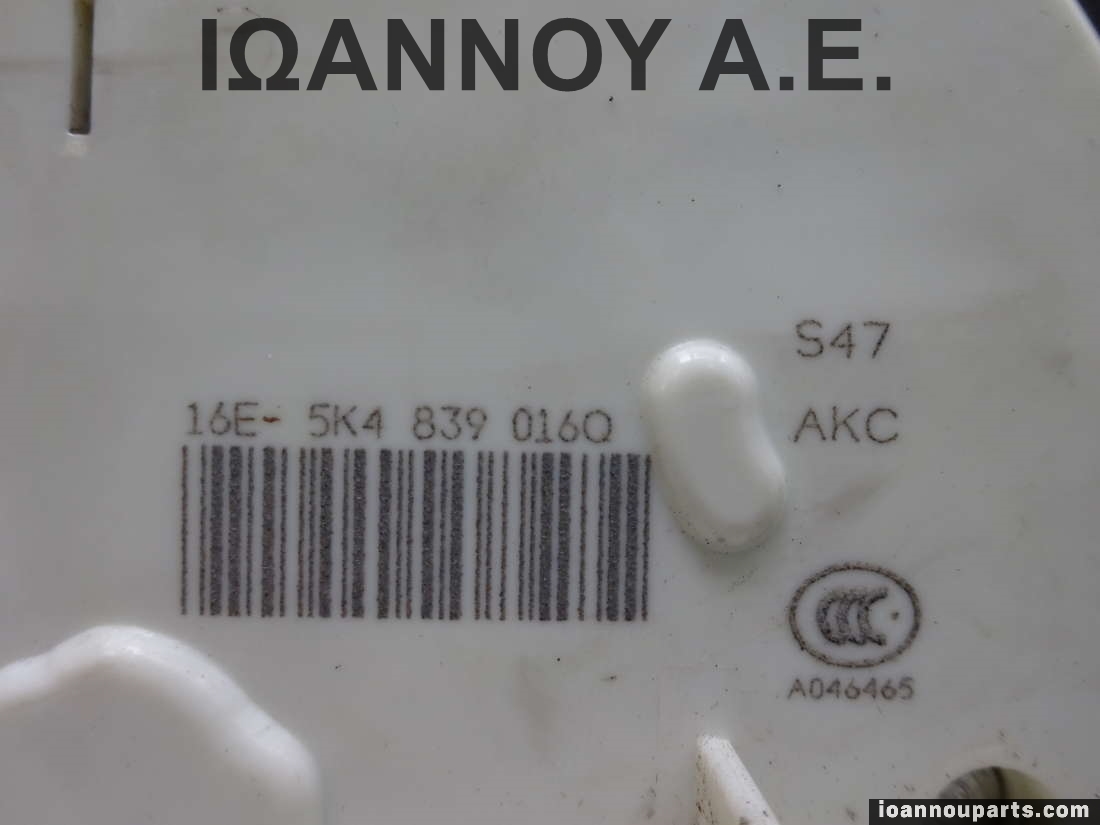 ΙΩΑΝΝΟΥ Α.Ε.
S47
16E- 5K4 839 016Q
AKC
CCC
A046465
ioannouparts.com